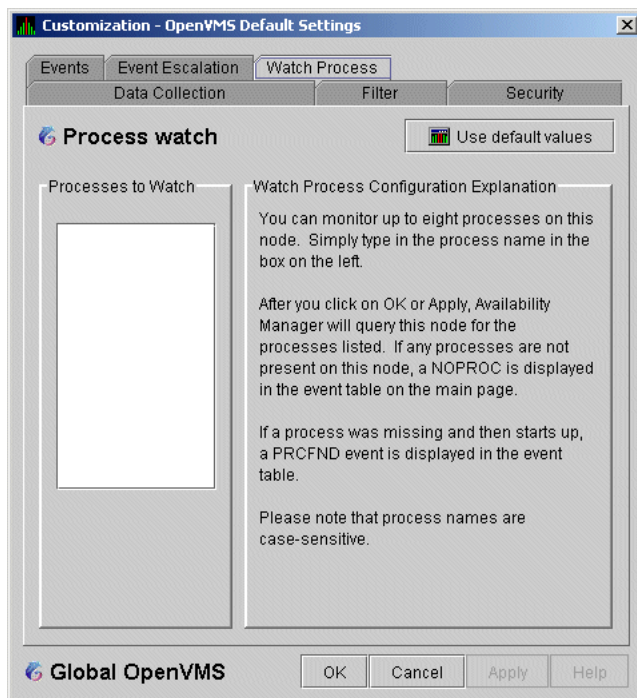 Customization - OpenVMS Default Settings
Events Event Escalation Watch Process
Data Collection Filter Security
Process watch
Use default values
Processes to Watch
Watch Process Configuration Explanation
You can monitor up to eight processes on this
node. Simply type in the process name in the
box on the left.
After you click on OK or Apply, Availability
Manager will query this node for the
processes listed. If any processes are not
present on this node, a NOPROC is displayed
in the event table on the main page.
If a process was missing and then starts up,
a PRCFND event is displayed in the event
table.
Please note that process names are
case-sensitive.
Global OpenVMS
OK Cancel Apply Help